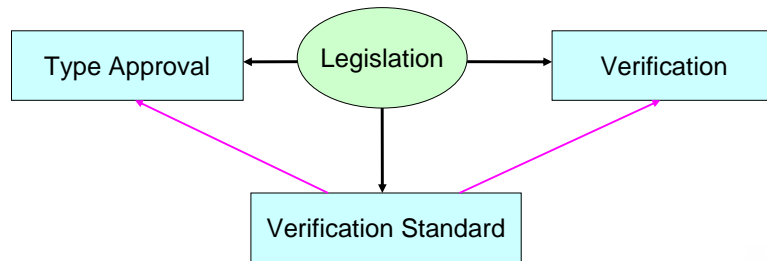 Type Approval
Legislation
Verification
Verification Standard